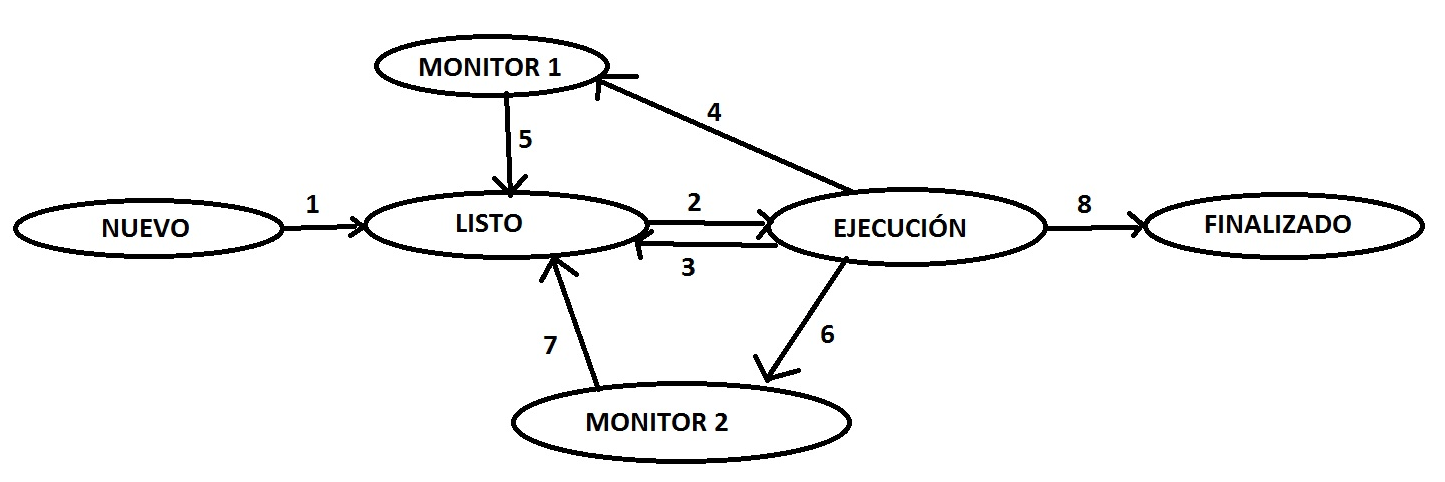 MONITOR 1
4
5
1
2
8
NUEVO
LISTO
EJECUCIÓN
FINALIZADO
3
7
6
MONITOR 2